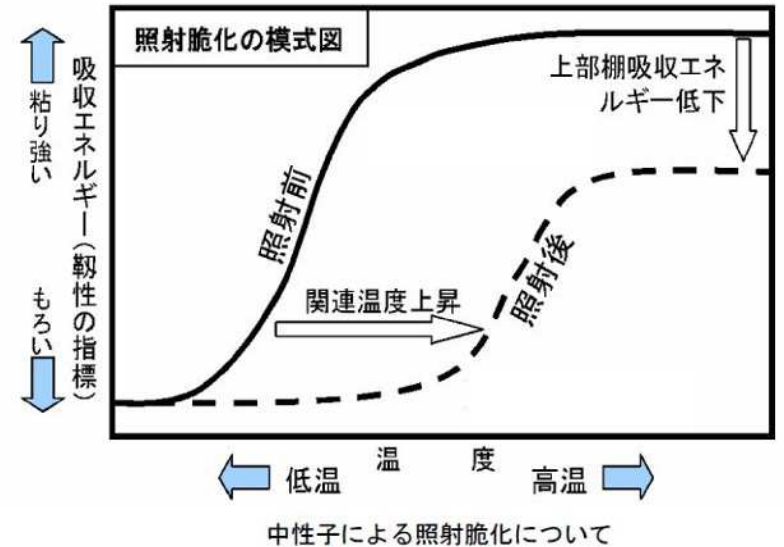 照射脆化の模式図
粘り強い
もろい
吸収エネルギー(靱性の指標)
照射前
上部棚吸収エネ
ルギー低下
関連温度上昇
照射後
温度
低温
高温
中性子による照射脆化について